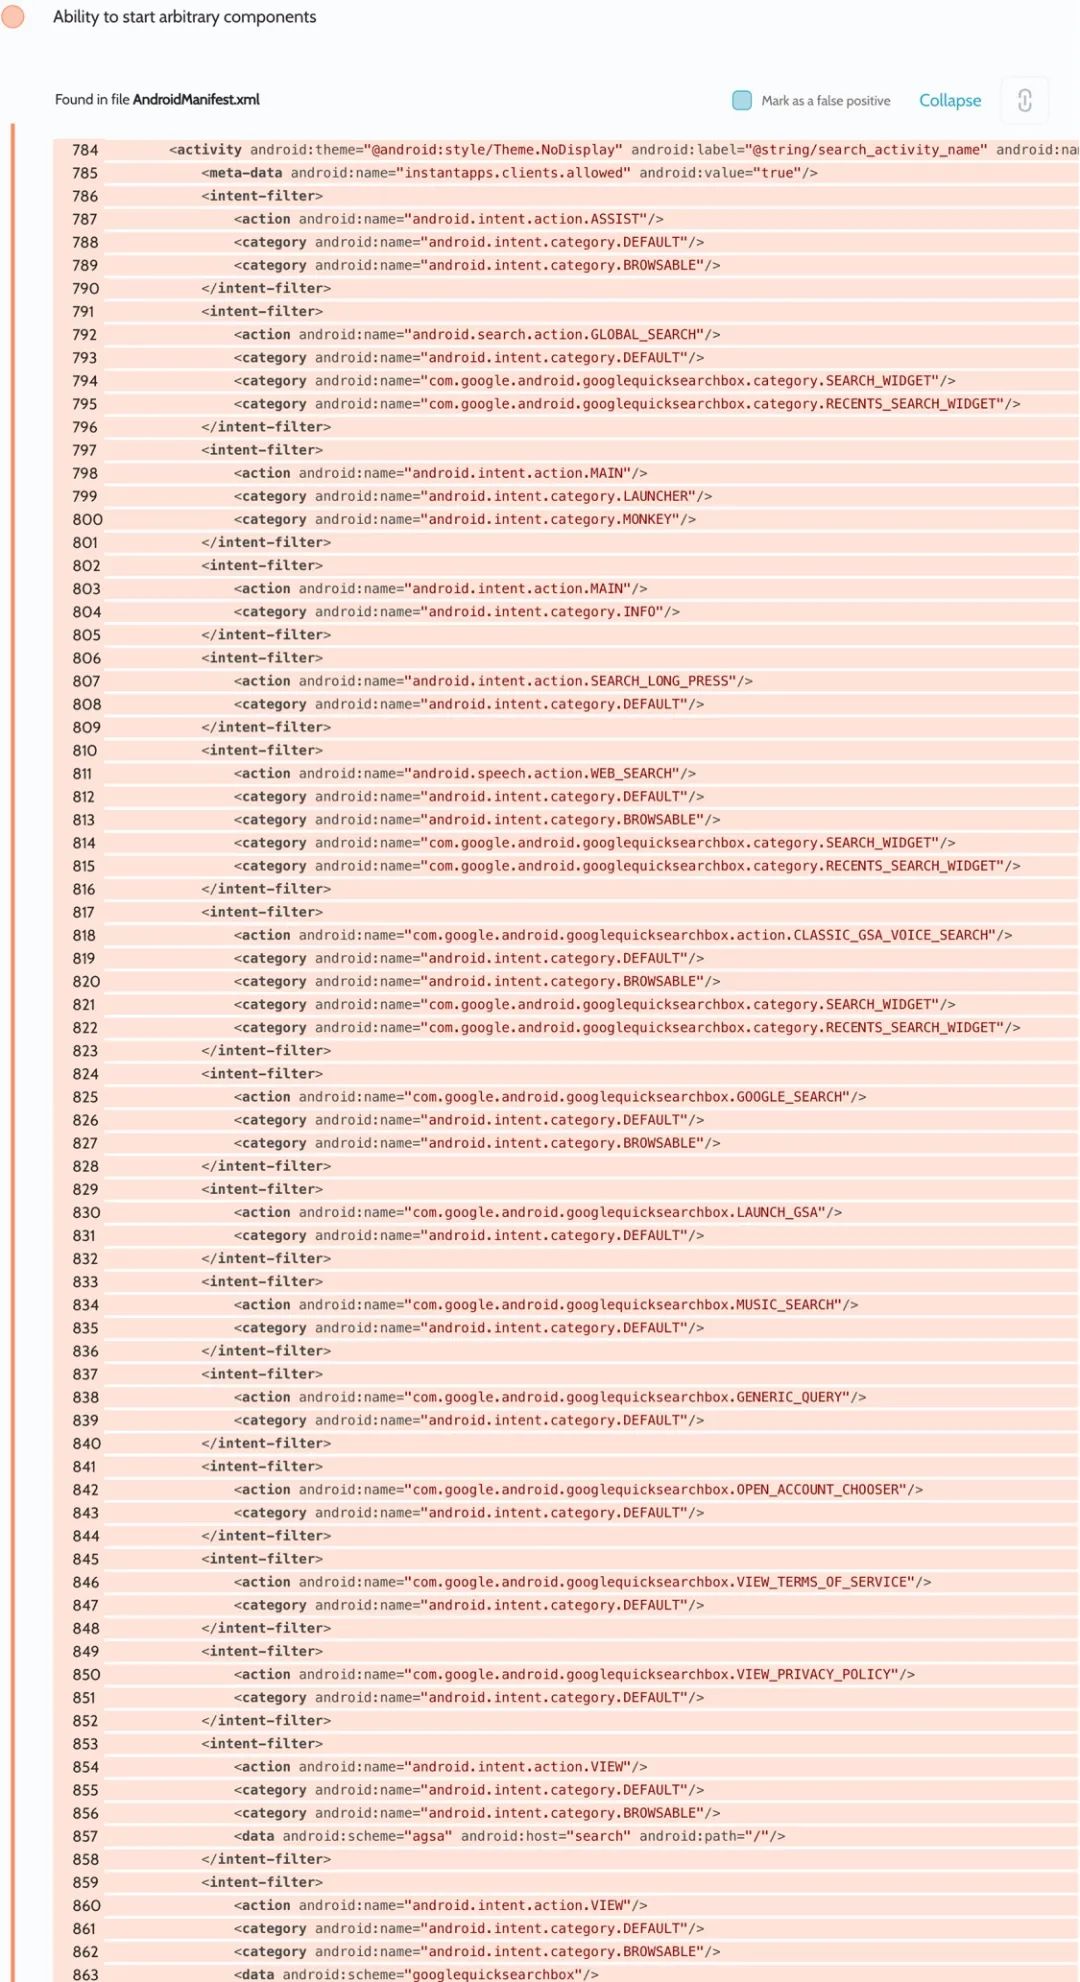 Ability to start arbitrary components
Found in file AndroidManifest.xml
Mark as a false positive
Collapse
784 <activity android:theme="@android:style/Theme.NoDisplay" android:label="@string/search_activity_name" android:na
785 <meta-data android:name="instantapps.clients.allowed" android:value="true"/>
786 <intent-filter>
787 <action android:name="android.intent.action.ASSIST"/>
788 <category android:name="android.intent.category.DEFAULT"/>
789 <category android:name="android.intent.category.BROWSABLE"/>
790 </intent-filter>
791 <intent-filter>
792 <action android:name="android.search.action.GLOBAL_SEARCH"/>
793 <category android:name="android.intent.category.DEFAULT"/>
794 <category android:name="com.google.android.googlequicksearchbox.category.SEARCH_WIDGET"/>
795 <category android:name="com.google.android.googlequicksearchbox.category.RECENTS_SEARCH_WIDGET"/>
796 </intent-filter>
797 <intent-filter>
798 <action android:name="android.intent.action.MAIN"/>
799 <category android:name="android.intent.category.LAUNCHER"/>
800 <category android:name="android.intent.category.MONKEY"/>
801 </intent-filter>
802 <intent-filter>
803 <action android:name="android.intent.action.MAIN"/>
804 <category android:name="android.intent.category.INFO"/>
805 </intent-filter>
806 <intent-filter>
807 <action android:name="android.intent.action.SEARCH_LONG_PRESS"/>
808 <category android:name="android.intent.category.DEFAULT"/>
809 </intent-filter>
810 <intent-filter>
811 <action android:name="android.speech.action.WEB_SEARCH"/>
812 <category android:name="android.intent.category.DEFAULT"/>
813 <category android:name="android.intent.category.BROWSABLE"/>
814 <category android:name="com.google.android.googlequicksearchbox.category.SEARCH_WIDGET"/>
815 <category android:name="com.google.android.googlequicksearchbox.category.RECENTS_SEARCH_WIDGET"/>
816 </intent-filter>
817 <intent-filter>
818 <action android:name="com.google.android.googlequicksearchbox.action.CLASSIC_GSA_VOICE_SEARCH"/>
819 <category android:name="android.intent.category.DEFAULT"/>
820 <category android:name="android.intent.category.BROWSABLE"/>
821 <category android:name="com.google.android.googlequicksearchbox.category.SEARCH_WIDGET"/>
822 <category android:name="com.google.android.googlequicksearchbox.category.RECENTS_SEARCH_WIDGET"/>
823 </intent-filter>
824 <intent-filter>
825 <action android:name="com.google.android.googlequicksearchbox.GOOGLE_SEARCH"/>
826 <category android:name="android.intent.category.DEFAULT"/>
827 <category android:name="android.intent.category.BROWSABLE"/>
828 </intent-filter>
829 <intent-filter>
830 <action android:name="com.google.android.googlequicksearchbox.LAUNCH_GSA"/>
831 <category android:name="android.intent.category.DEFAULT"/>
832 </intent-filter>
833 <intent-filter>
834 <action android:name="com.google.android.googlequicksearchbox.MUSIC_SEARCH"/>
835 <category android:name="android.intent.category.DEFAULT"/>
836 </intent-filter>
837 <intent-filter>
838 <action android:name="com.google.android.googlequicksearchbox.GENERIC_QUERY"/>
839 <category android:name="android.intent.category.DEFAULT"/>
840 </intent-filter>
841 <intent-filter>
842 <action android:name="com.google.android.googlequicksearchbox.OPEN_ACCOUNT_CHOOSER"/>
843 <category android:name="android.intent.category.DEFAULT"/>
844 </intent-filter>
845 <intent-filter>
846 <action android:name="com.google.android.googlequicksearchbox.VIEW_TERMS_OF_SERVICE"/>
847 <category android:name="android.intent.category.DEFAULT"/>
848 </intent-filter>
849 <intent-filter>
850 <action android:name="com.google.android.googlequicksearchbox.VIEW_PRIVACY_POLICY"/>
851 <category android:name="android.intent.category.DEFAULT"/>
852 </intent-filter>
853 <intent-filter>
854 <action android:name="android.intent.action.VIEW"/>
855 <category android:name="android.intent.category.DEFAULT"/>
856 <category android:name="android.intent.category.BROWSABLE"/>
857 <data android:scheme="agsa" android:host="search" android:path="/"/>
858 </intent-filter>
859 <intent-filter>
860 <action android:name="android.intent.action.VIEW"/>
861 <category android:name="android.intent.category.DEFAULT"/>
862 <category android:name="android.intent.category.BROWSABLE"/>
863 <data android:scheme="googlequicksearchbox"/>